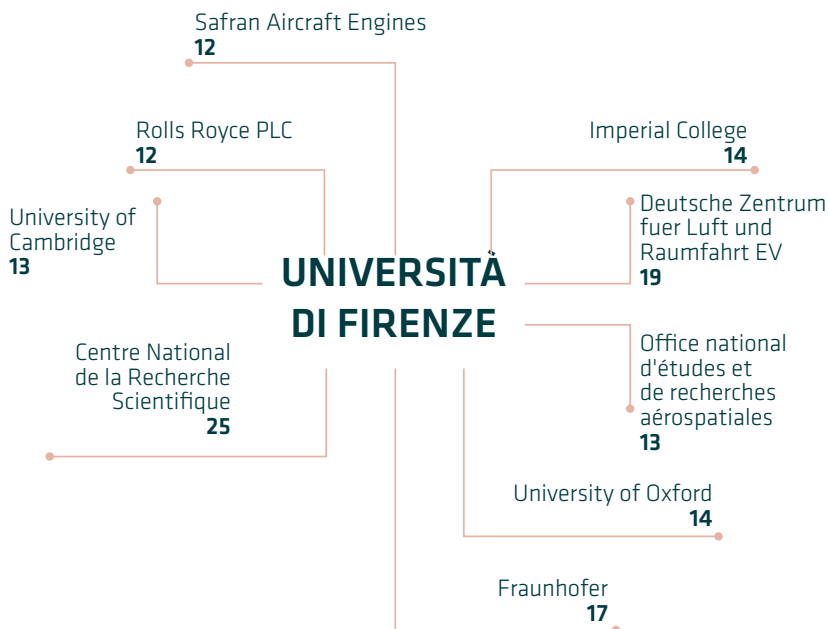 Safran Aircraft Engines
12
Rolls Royce PLC
12
Imperial College
14
University of
Cambridge
13
Deutsche Zentrum
fuer Luft und
Raumfahrt EV
19
UNIVERSITÀ
DI FIRENZE
Centre National
de la Recherche
Scientifique
25
Office national
d'études et
de recherches
aérospatiales
13
University of Oxford
14
Fraunhofer
17